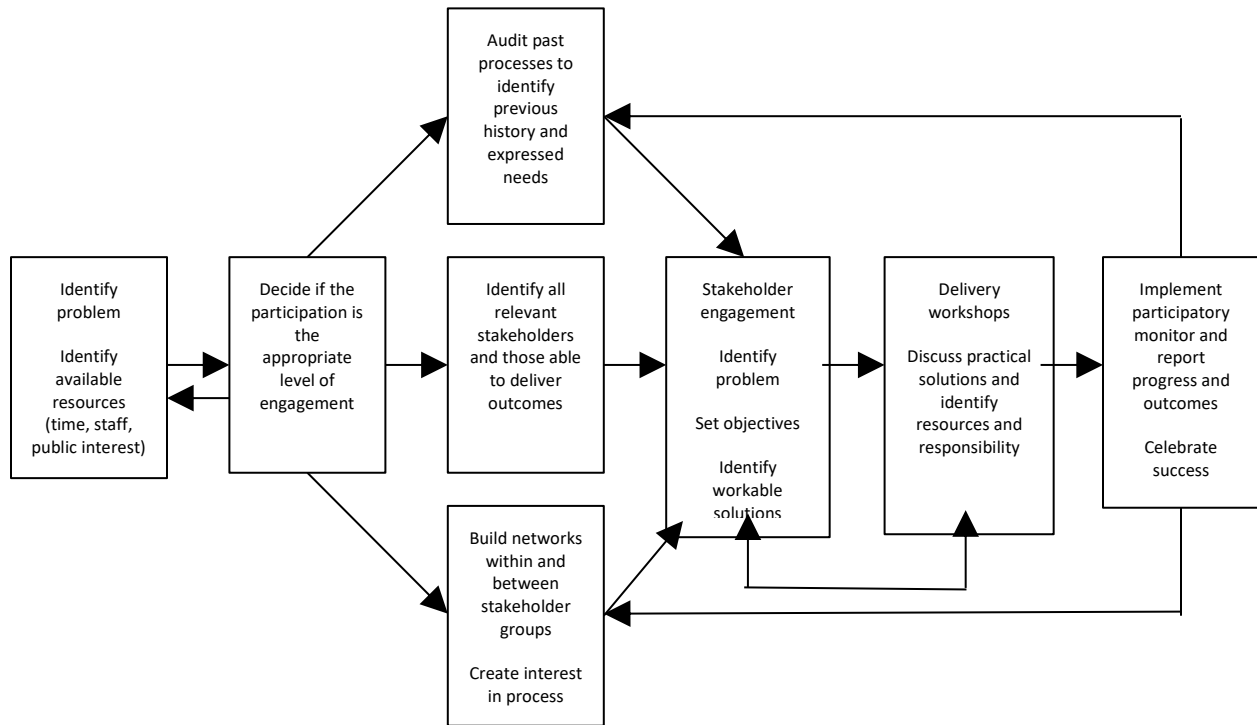 Audit past
processes to
identify
previous
history and
expressed
needs
Identify
problem
Identify
available
resources
(time, staff,
public interest)
Decide if the
participation is
the
appropriate
level of
engagement
Identify all
relevant
stakeholders
and those able
to deliver
outcomes
Stakeholder
engagement
Identify
problem
Set objectives
Identify
workable
solutions
Delivery
workshops
Discuss practical
solutions and
identify
resources and
responsibility
Implement
participatory
monitor and
report
progress and
outcomes
Celebrate
success
Build networks
within and
between
stakeholder
groups
Create interest
in process